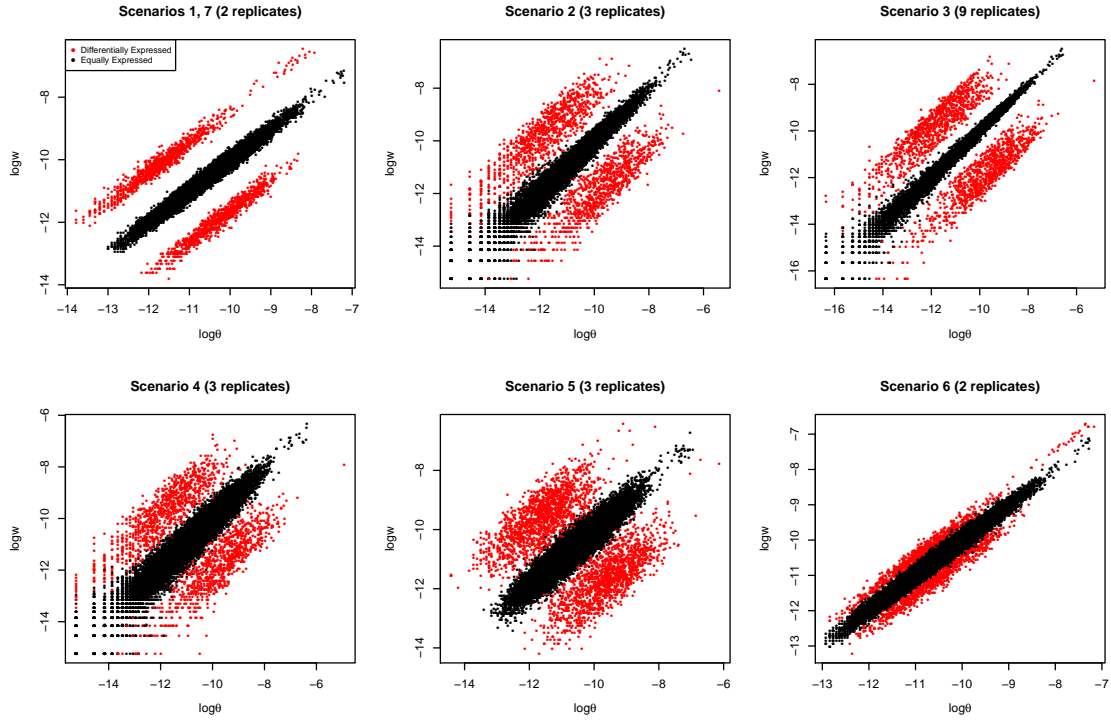 Scenarios 1, 7 (2 replicates)
Differentially Expressed
Equally Expressed
−8
−10
−12
−14
logw
−14 −13 −12 −11 −10 −9 −8 −7
logθ
Scenario 2 (3 replicates)
−8
−10
−12
−14
logw
−14 −12 −10 −8 −6
logθ
Scenario 3 (9 replicates)
−8
−10
−12
−14
−16
logw
−16 −14 −12 −10 −8 −6
logθ
Scenario 4 (3 replicates)
−6
−8
−10
−12
−14
logw
−14 −12 −10 −8 −6
logθ
Scenario 5 (3 replicates)
−8
−10
−12
−14
logw
−14 −12 −10 −8 −6
logθ
Scenario 6 (2 replicates)
−7
−8
−9
−10
−11
−12
−13
logw
−13 −12 −11 −10 −9 −8 −7
logθ